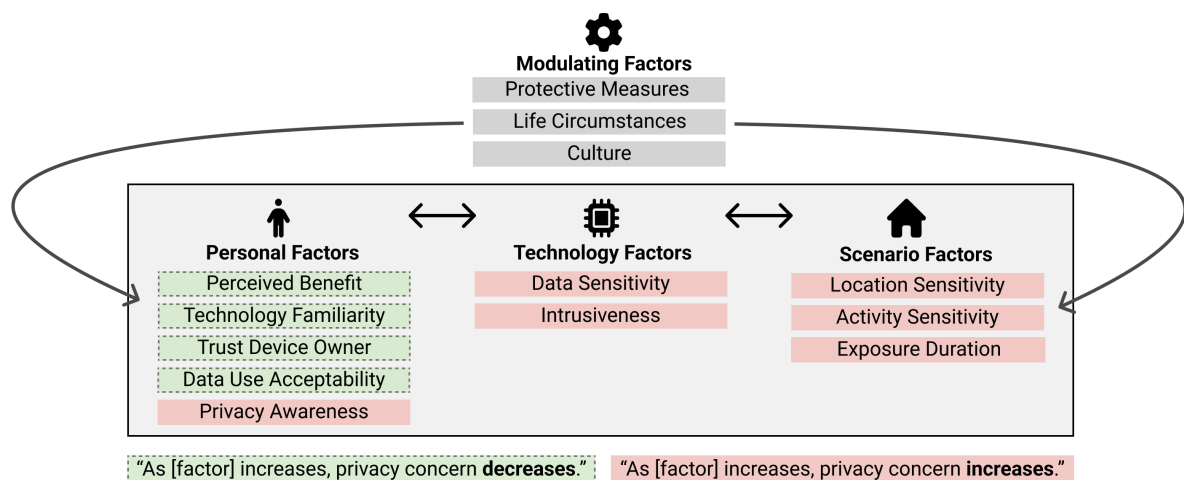 Modulating Factors
Protective Measures
Life Circumstances
Culture
Personal Factors
Perceived Benefit
Technology Familiarity
Trust Device Owner
Data Use Acceptability
Privacy Awareness
Technology Factors
Data Sensitivity
Intrusiveness
Scenario Factors
Location Sensitivity
Activity Sensitivity
Exposure Duration
“As [factor] increases, privacy concern decreases.”
“As [factor] increases, privacy concern increases.”